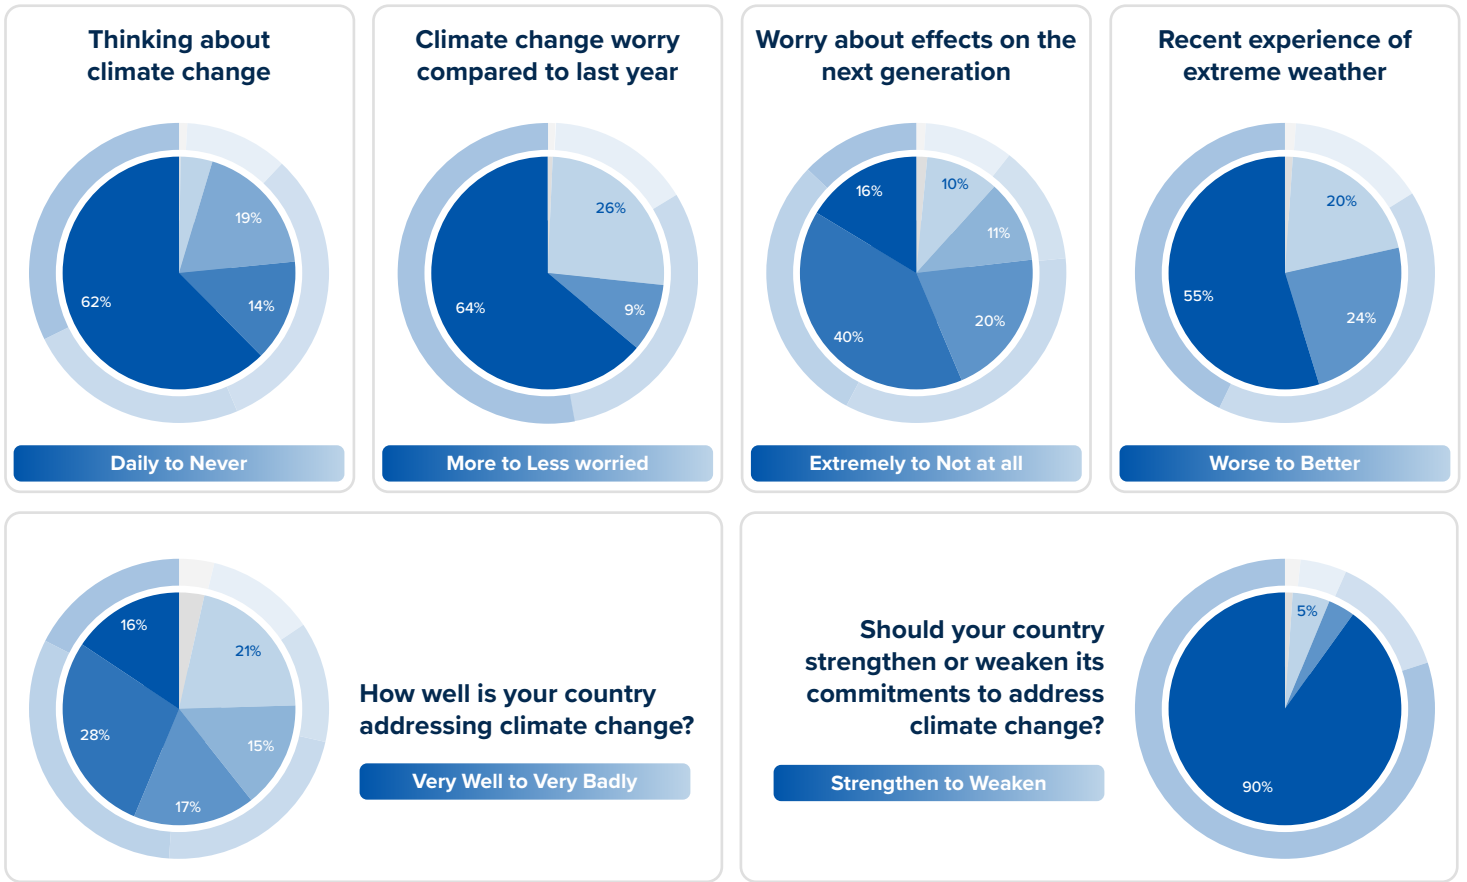 Thinking about
climate change
19%
14%
62%
Daily to Never
Climate change worry
compared to last year
26%
9%
64%
More to Less worried
Worry about effects on the
next generation
16%
10%
11%
20%
40%
Extremely to Not at all
Recent experience of
extreme weather
20%
55%
24%
Worse to Better
16%
21%
28%
15%
17%
How well is your country
addressing climate change?
Very Well to Very Badly
Should your country
strengthen or weaken its
commitments to address
climate change?
Strengthen to Weaken
5%
90%